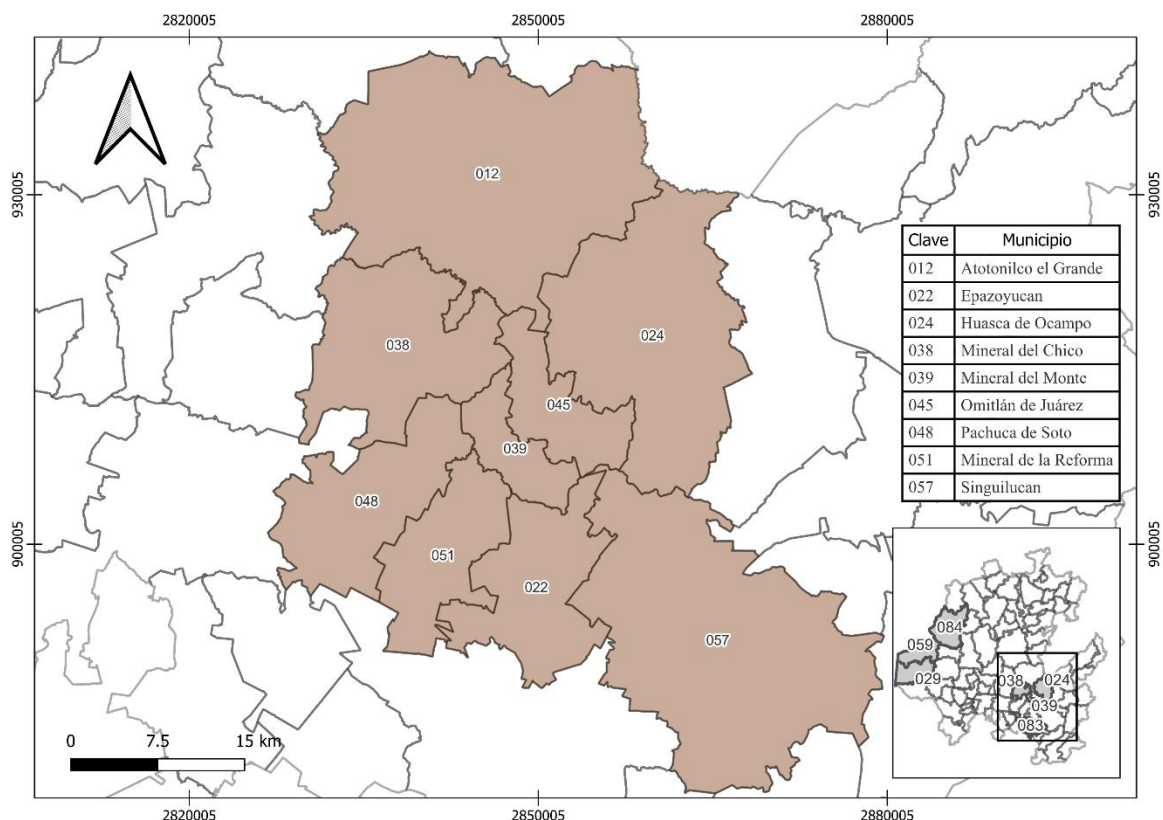 2820005 2850005 2880005
930005 930005
012
Clave Municipio
012 Atotonilco el Grande
022 Epazoyucan
024 Huasca de Ocampo
038 Mineral del Chico
039 Mineral del Monte
045 Omitlán de Juárez
048 Pachuca de Soto
051 Mineral de la Reforma
057 Singuilucan
038
024
045
039
048
051
022
057
900005 900005
084
059
029
038 024
039
083
0 7.5 15 km
2820005 2850005 2880005